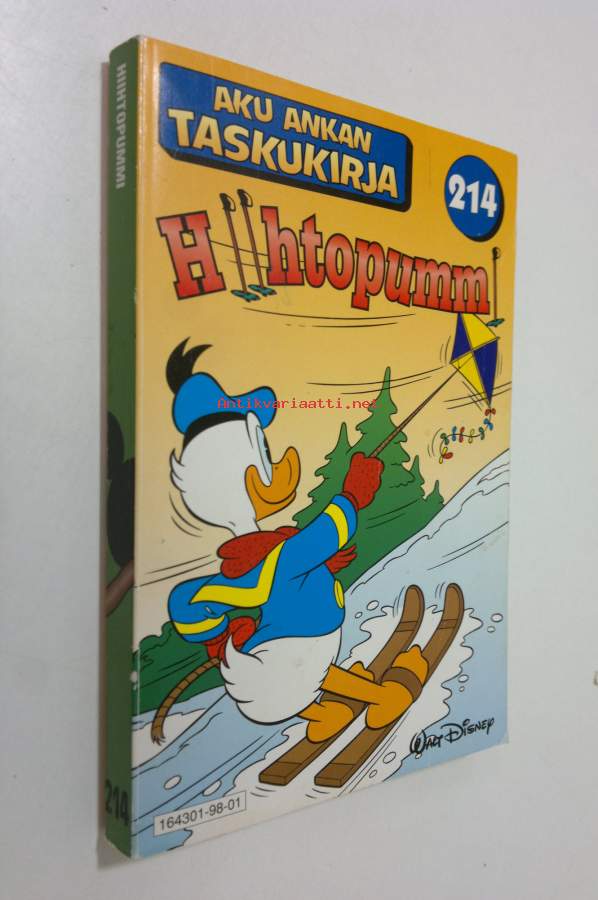 HIIHTOPUMMI
AKU ANKAN
TASKUKIRJA
214
Hiihtopummi
Antikvariaatti.net
WALT DISNEY
164301-98-01
214